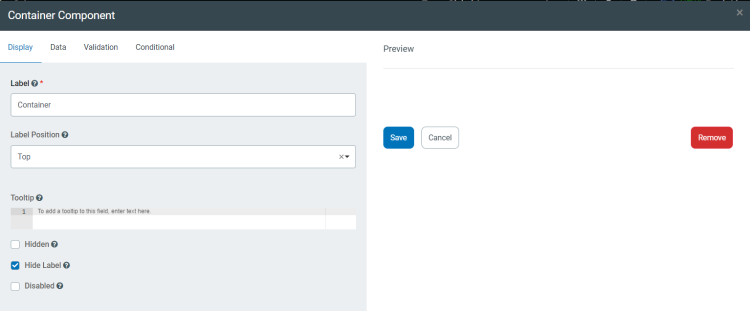 Container Component
Display Data Validation Conditional
Label *
Container
Label Position
Top
Tooltip
1 To add a tooltip to this field, enter text here.
Hidden
Hide Label
Disabled
Preview
Save Cancel Remove